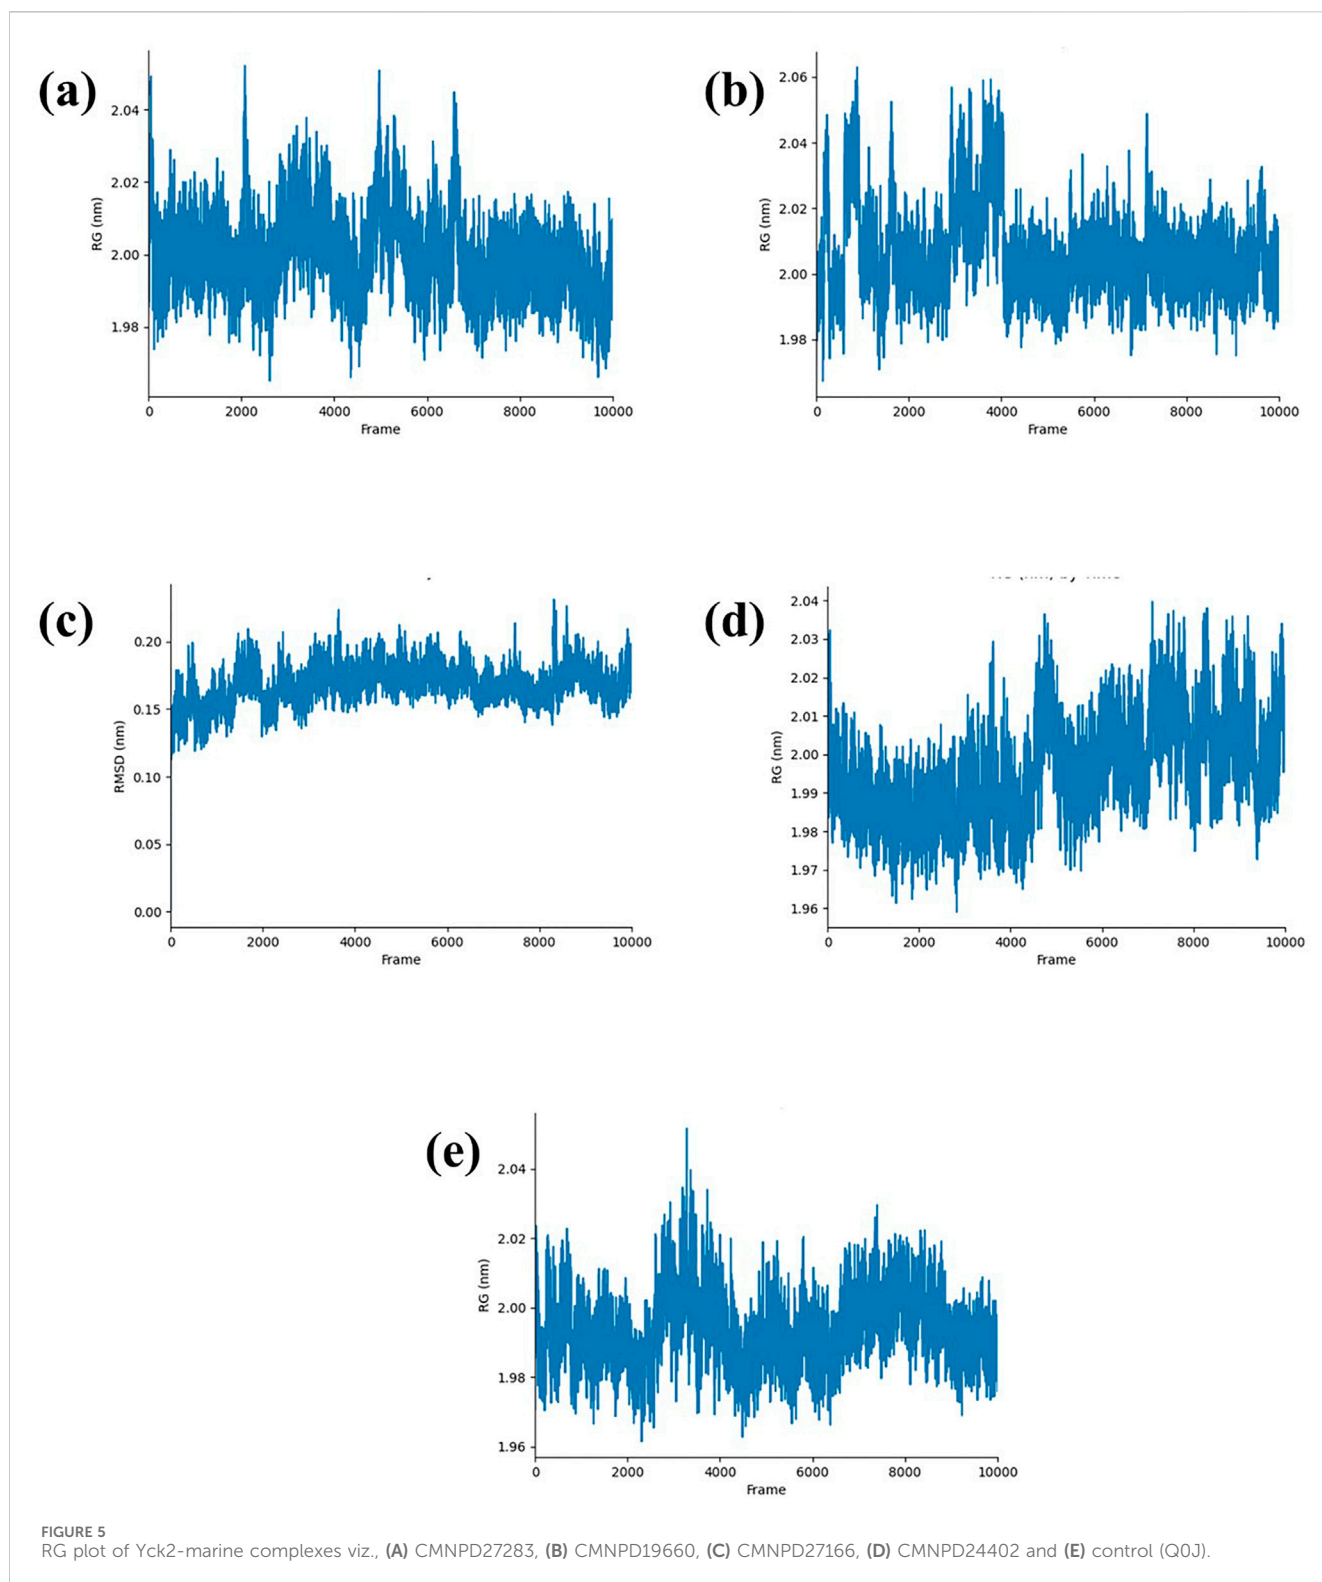 (a)
2.04
2.02
2.00
1.98
RG (nm)
0 2000 4000 6000 8000 10000
Frame
(b)
2.06
2.04
2.02
2.00
1.98
RG (nm)
0 2000 4000 6000 8000 10000
Frame
(c)
0.20
0.15
0.10
0.05
0.00
RMSD (nm)
0 2000 4000 6000 8000 10000
Frame
(d)
2.04
2.03
2.02
2.01
2.00
1.99
1.98
1.97
1.96
RG (nm)
0 2000 4000 6000 8000 10000
Frame
(e)
2.04
2.02
2.00
1.98
1.96
RG (nm)
0 2000 4000 6000 8000 10000
Frame
FIGURE 5
RG plot of Yck2-marine complexes viz., (A) CMNPD27283, (B) CMNPD19660, (C) CMNPD27166, (D) CMNPD24402 and (E) control (Q0J).